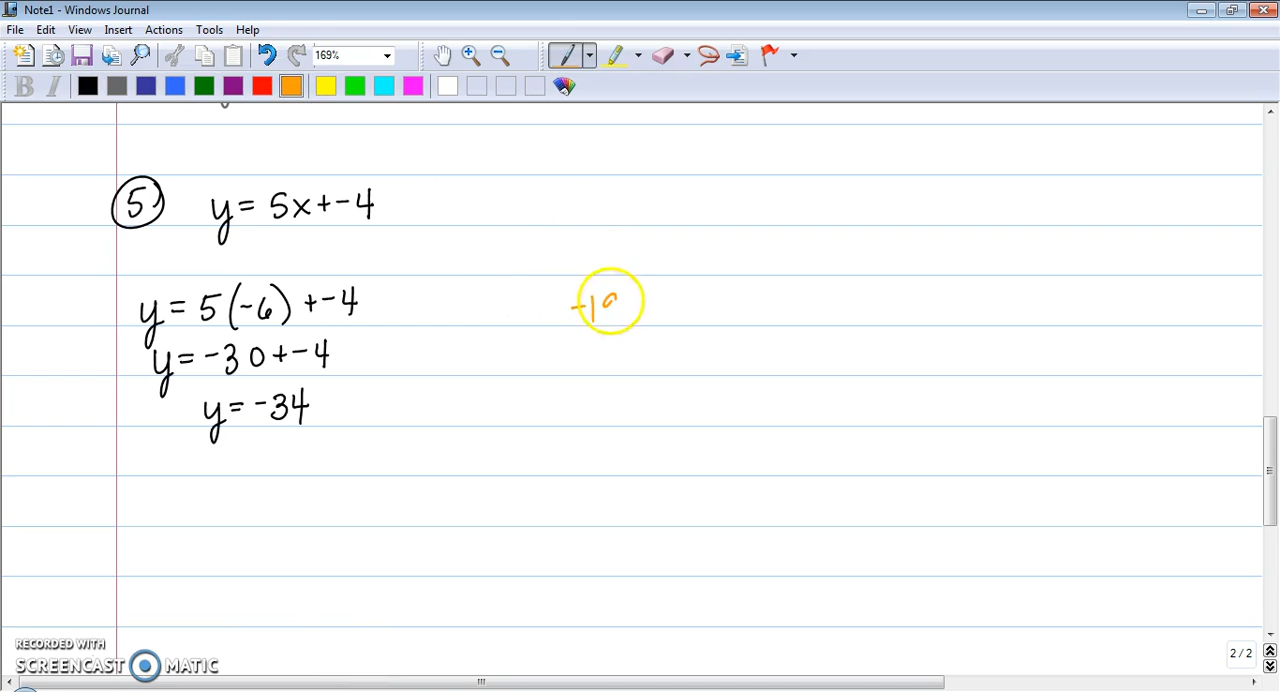 Note1 - Windows Journal
File Edit View Insert Actions Tools Help
169%
B I
5 y = 5x+-4
y = 5(-6) +-4
-19
y = -30+-4
y = -34
2 / 2
RECORDED WITH
SCREENCAST MATIC